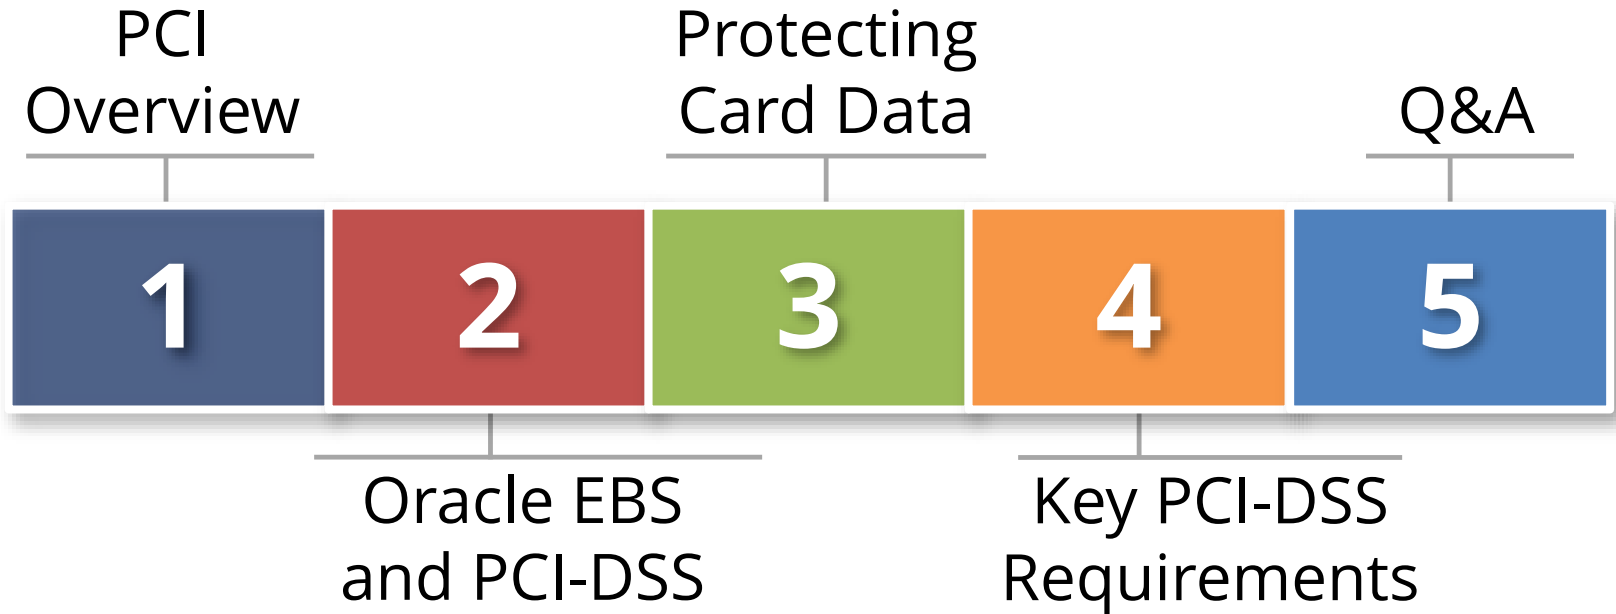 PCI
Overview
Protecting
Card Data
Q&A
1
2
3
4
5
Oracle EBS
and PCI-DSS
Key PCI-DSS
Requirements